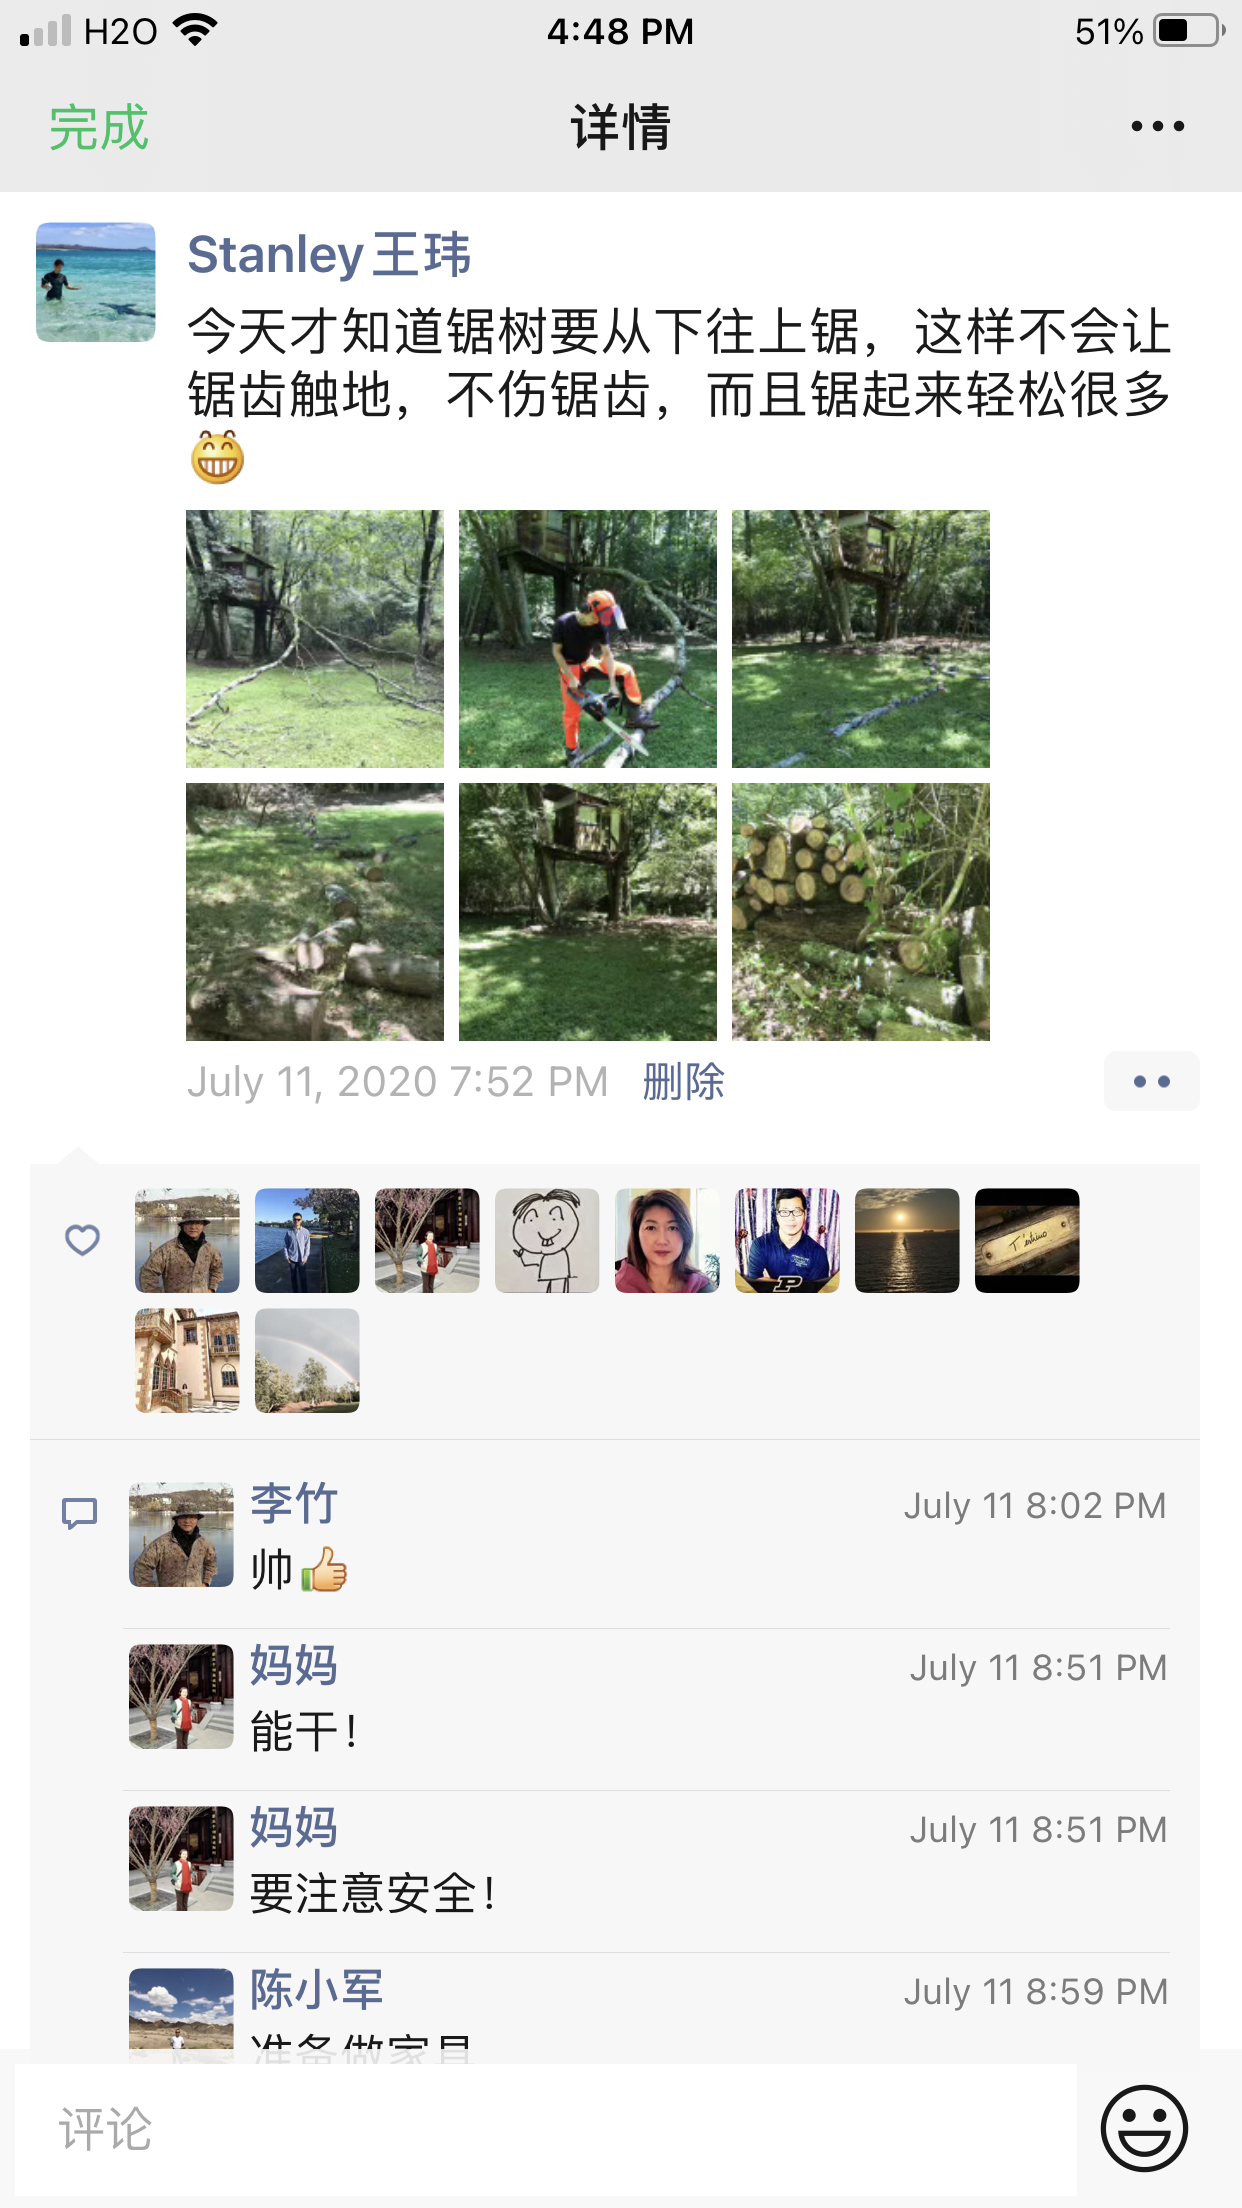 H2O
4:48 PM
51%
完成
详情
Stanley王玮
今天才知道锯树要从下往上锯，这样不会让
锯齿触地，不伤锯齿，而且锯起来轻松很多
😁
July 11, 2020 7:52 PM
删除
P
李竹
July 11 8:02 PM
帅👍
妈妈
July 11 8:51 PM
能干！
妈妈
July 11 8:51 PM
要注意安全！
陈小军
July 11 8:59 PM
准备做家具
评论